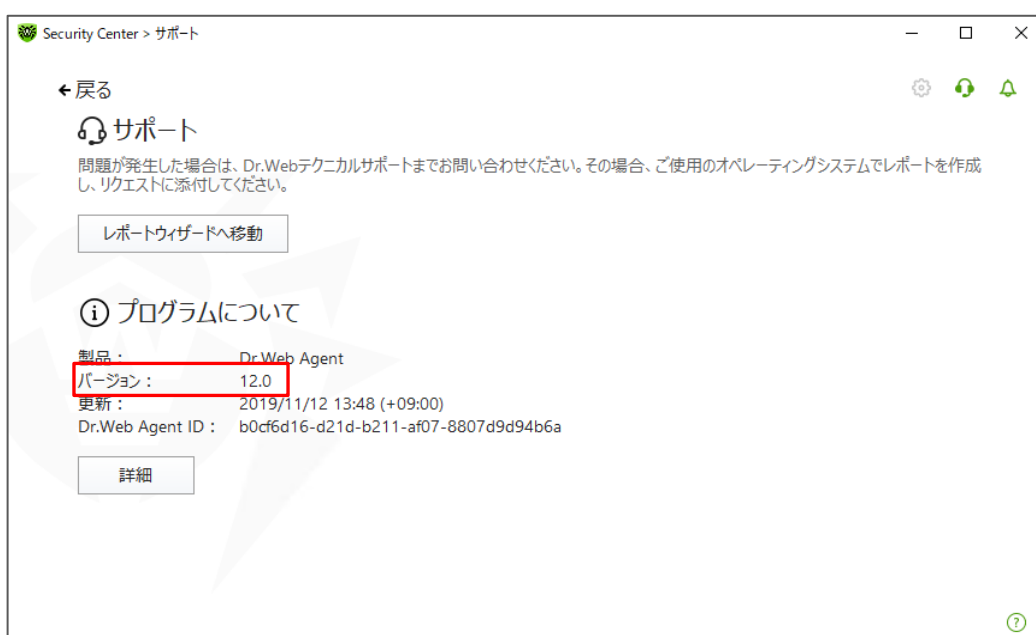 Security Center > サポート
戻る
サポート
問題が発生した場合は、Dr.Webテクニカルサポートまでお問い合わせください。その場合、ご使用のオペレーティングシステムでレポートを作成
し、リクエストに添付してください。
レポートウィザードへ移動
プログラムについて
製品： Dr.Web Agent
バージョン： 12.0
更新： 2019/11/12 13:48 (+09:00)
Dr.Web Agent ID： b0cf6d16-d21d-b211-af07-8807d9d94b6a
詳細